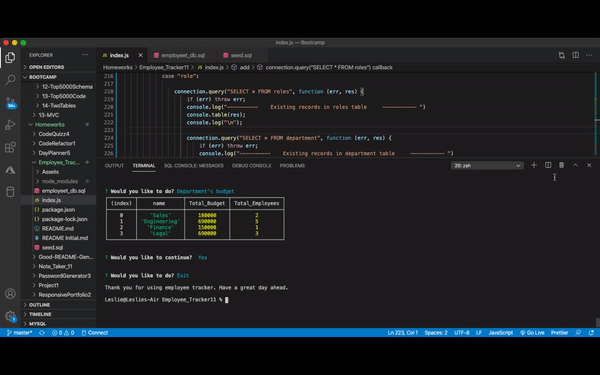 index.js — Bootcamp
EXPLORER
OPEN EDITORS
BOOTCAMP
12-Top5000Schema
13-Top5000Code
14-TwoTables
13-MVC
Homeworks
CodeQuizz4
CodeRefactor1
DayPlanner5
Employee_Trac...
Assets
node_modules
employeet_db.sql
index.js
package.json
package-lock.json
README.md
README Initial.md
seed.sql
Good-README-Gen...
Note_Taker_11
PasswordGenerator3
Project1
ResponsivePortfolio2
OUTLINE
TIMELINE
MYSQL
index.js
employeet_db.sql
seed.sql
Homeworks > Employee_Tracker11 > index.js > add > connection.query("SELECT * FROM roles") callback
216 case "role":
217
218 connection.query("SELECT * FROM roles", function (err, res) {
219 if (err) throw err;
220 console.log("---------- Existing records in roles table ---------- ")
221 console.table(res);
222 console.log("\n");
223
224 connection.query("SELECT * FROM department", function (err, res) {
225 if (err) throw err;
226 console.log("---------- Existing records in department table ---------- ")
OUTPUT TERMINAL SQL CONSOLE: MESSAGES DEBUG CONSOLE PROBLEMS
20: zsh
? Would you like to do? Department's budget
(index) name Total_Budget Total_Employees
0 'Sales' 180000 2
1 'Engineering' 690000 5
2 'Finance' 150000 1
3 'Legal' 690000 3
? Would you like to continue? Yes
? Would you like to do? Exit
Thank you for using employee tracker. Have a great day ahead.
Leslie@Leslies-Air Employee_Tracker11 %
master* 0 0 Connect Ln 223, Col 1 Spaces: 2 UTF-8 LF JavaScript Go Live Prettier